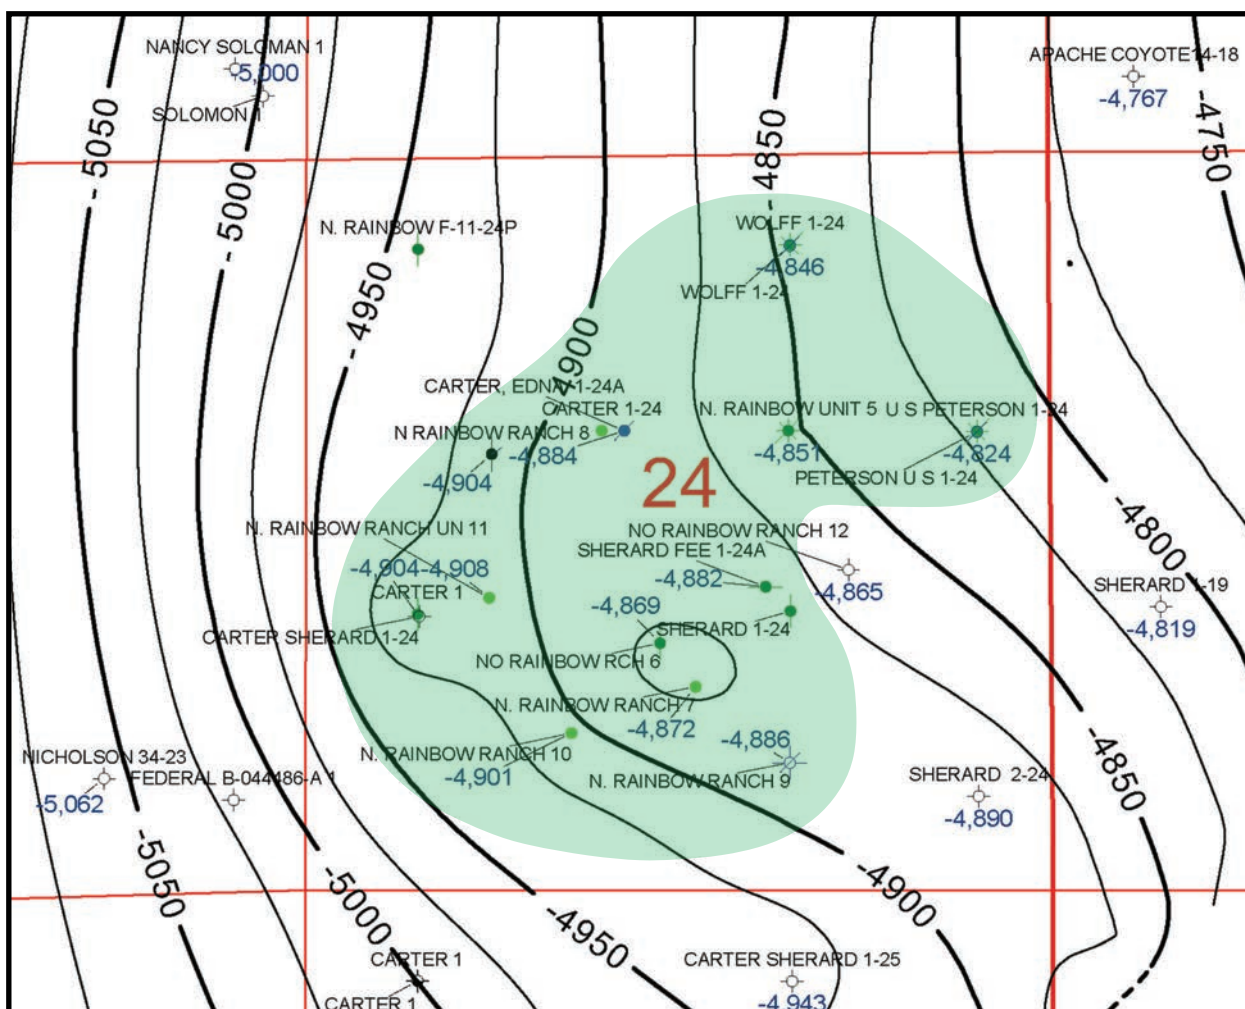 NANCY SOLOMAN 1
-5,000
SOLOMON 1
APACHE COYOTE14-18
-4,767
-5050
-5000
-4950
-4850
-4750
N. RAINBOW F-11-24P
WOLFF 1-24
-4,846
WOLFF 1-24
-4900
CARTER, EDNA 1-24A
CARTER 1-24
N RAINBOW RANCH 8
-4,884
-4,904
N. RAINBOW UNIT 5
U S PETERSON 1-24
-4,851
-4,824
PETERSON U S 1-24
24
-4800
N. RAINBOW RANCH UN 11
NO RAINBOW RANCH 12
SHERARD FEE 1-24A
-4,904
-4,908
-4,882
-4,865
CARTER 1
-4,869
SHERARD 1-19
-4,819
CARTER SHERARD 1-24
SHERARD 1-24
NO RAINBOW RCH 6
N. RAINBOW RANCH 7
-4,872
-4,886
N. RAINBOW RANCH 10
-4,901
N. RAINBOW RANCH 9
NICHOLSON 34-23
FEDERAL B-044486-A 1
-5,062
SHERARD 2-24
-4,890
-4850
-5050
-5000
-4950
-4900
CARTER 1
CARTER 1
CARTER SHERARD 1-25
-4,943